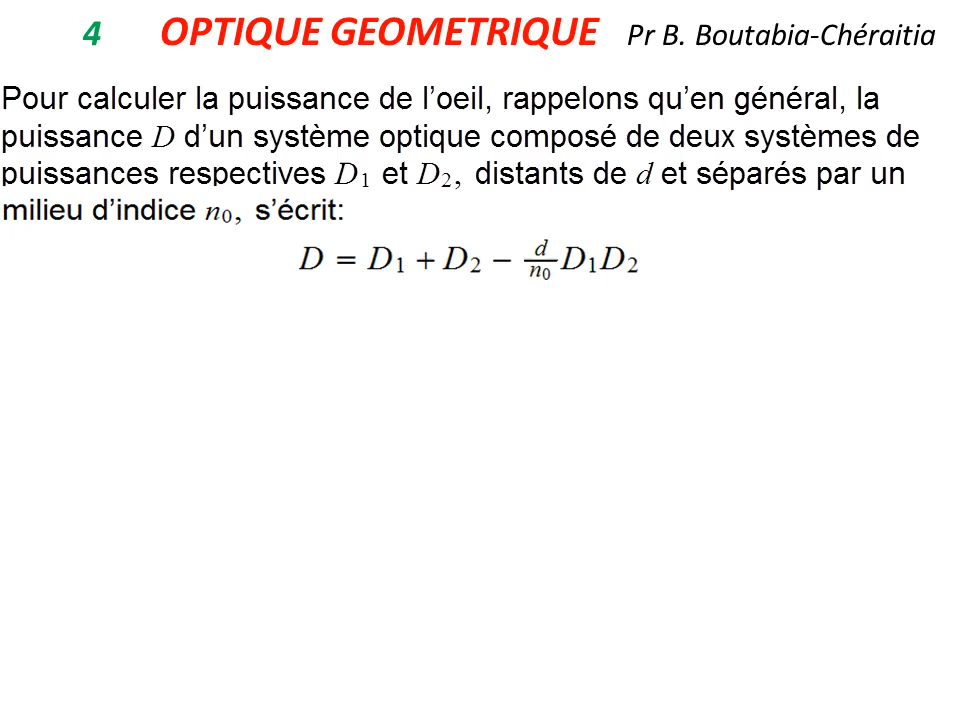 4 OPTIQUE GEOMETRIQUE Pr B. Boutabia-Chéraitia
Pour calculer la puissance de l'oeil, rappelons qu'en général, la
puissance D d'un système optique composé de deux systèmes de
puissances respectives D₁ et D₂, distants de d et séparés par un
milieu d'indice n₀, s'écrit:
D = D₁ + D₂ − d/n₀ D₁D₂